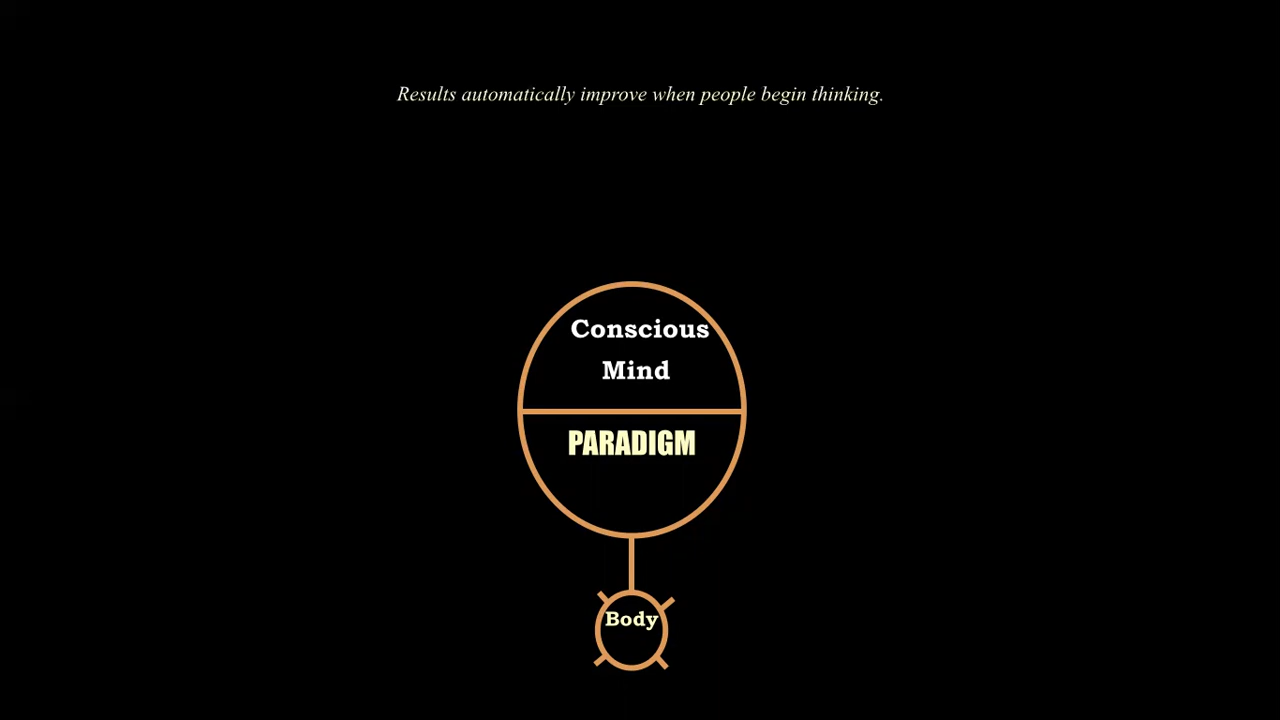 Results automatically improve when people begin thinking.
Conscious
Mind
PARADIGM
Body